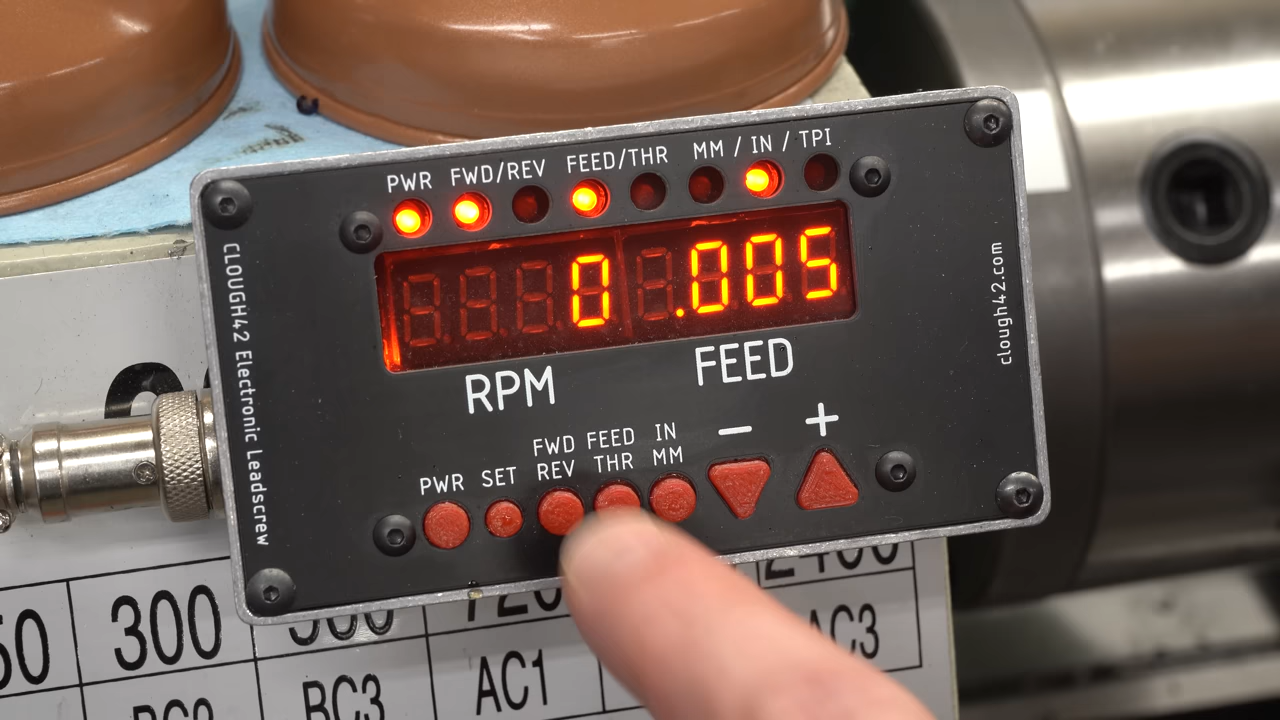 PWR FWD/REV FEED/THR MM / IN / TPI
0 .005
RPM FEED
CLOUGH42 Electronic Leadscrew
clough42.com
FWD FEED IN
PWR SET REV THR MM
− +
300
AC1 AC3
BC3